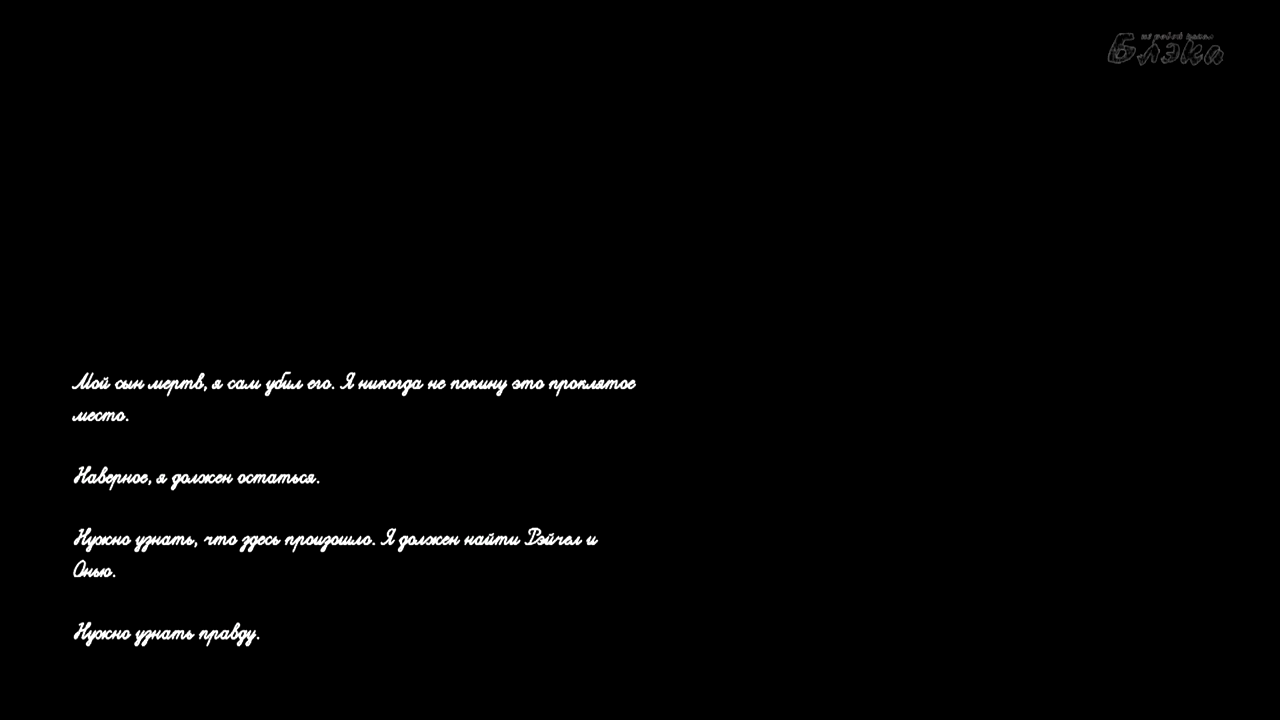 Блэка
Мой сын мертв, я сам убил его. Я никогда не покину это проклятое
место.
Наверное, я должен остаться.
Нужно узнать, что здесь произошло. Я должен найти Рэйчел и
Онью.
Нужно узнать правду.